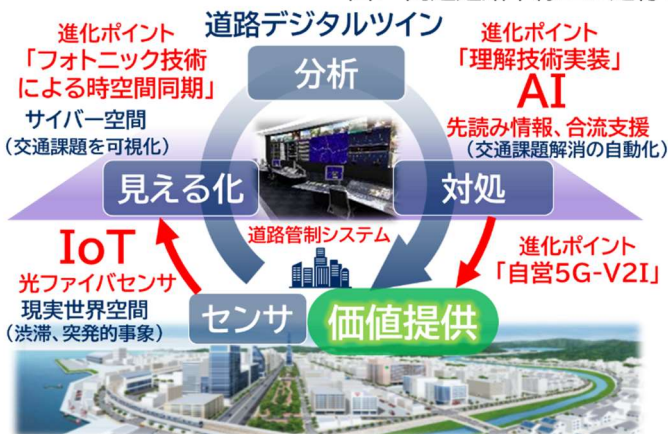 道路デジタルツイン
進化ポイント
「フォトニック技術
による時空間同期」
サイバー空間
(交通課題を可視化)
分析
進化ポイント
「理解技術実装」
AI
先読み情報、合流支援
(交通課題解消の自動化)
見える化
対処
道路管制システム
IoT
光ファイバセンサ
現実世界空間
(渋滞、突発的事象)
センサ
価値提供
進化ポイント
「自営5G-V2I」